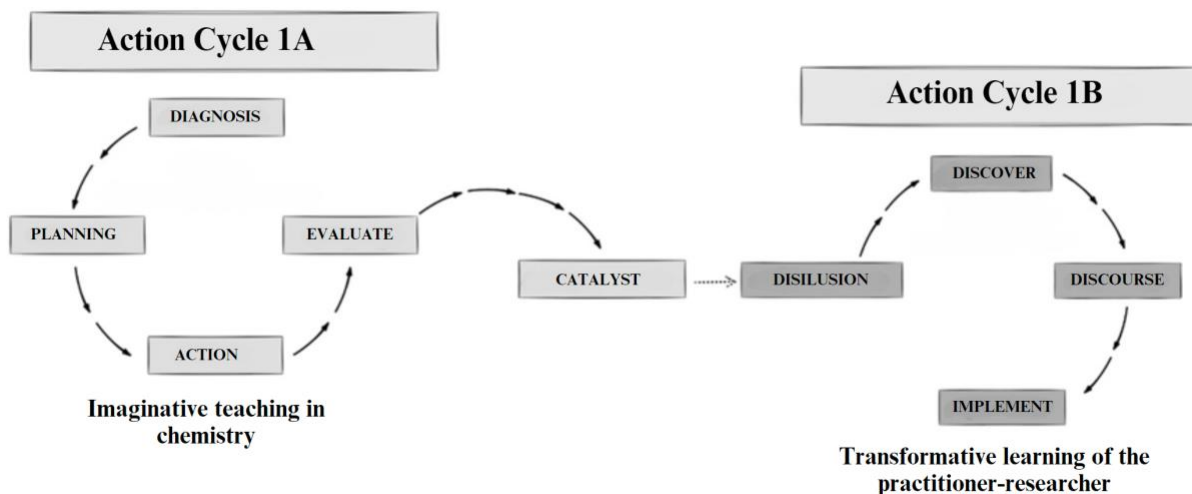 Action Cycle 1A
DIAGNOSIS
PLANNING
EVALUATE
ACTION
Imaginative teaching in
chemistry
CATALYST
Action Cycle 1B
DISCOVER
DISILUSION
DISCOURSE
IMPLEMENT
Transformative learning of the
practitioner-researcher